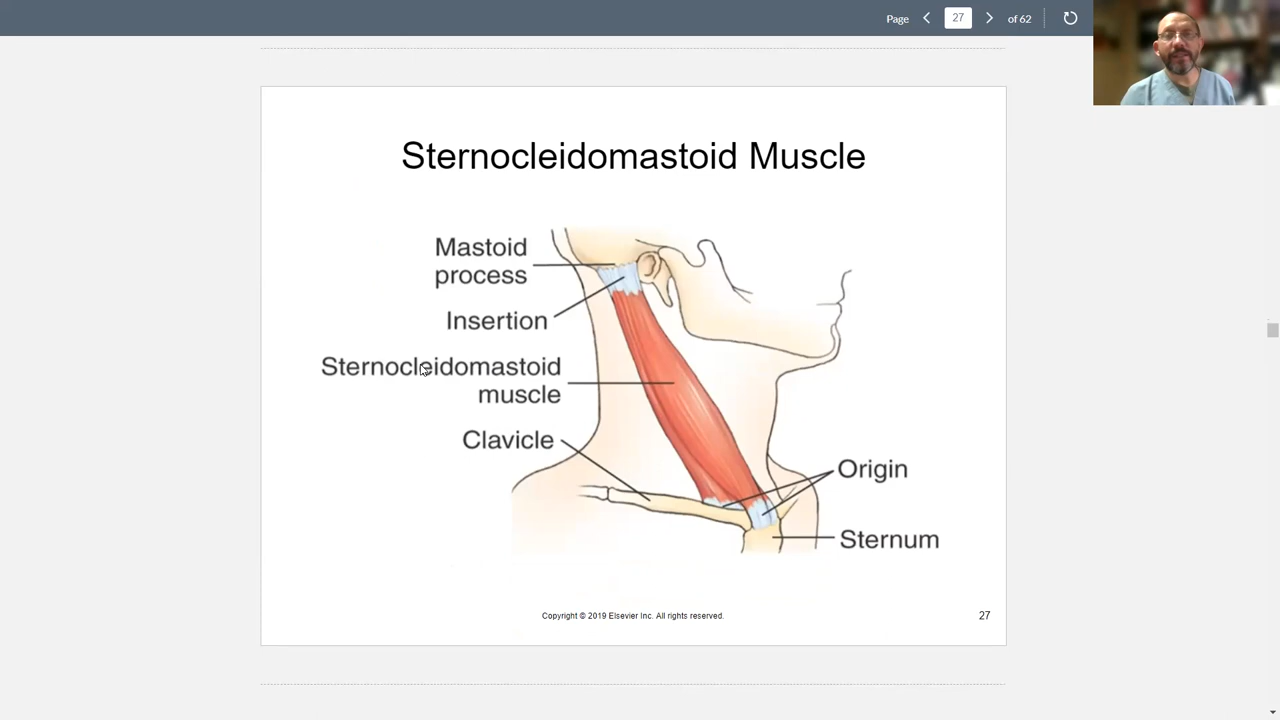 Page 27 of 62
Sternocleidomastoid Muscle
Mastoid
process
Insertion
Sternocleidomastoid
muscle
Clavicle
Origin
Sternum
Copyright © 2019 Elsevier Inc. All rights reserved.
27